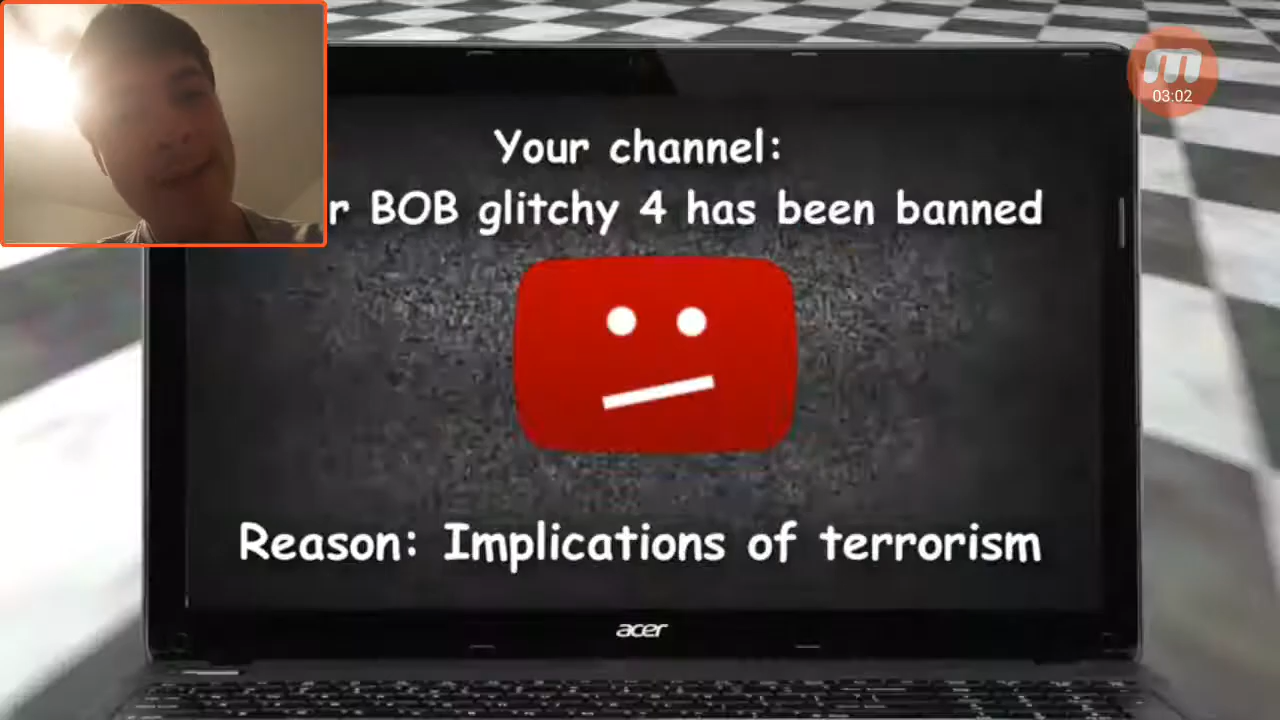 03:02
Your channel:
r BOB glitchy 4 has been banned
Reason: Implications of terrorism
acer